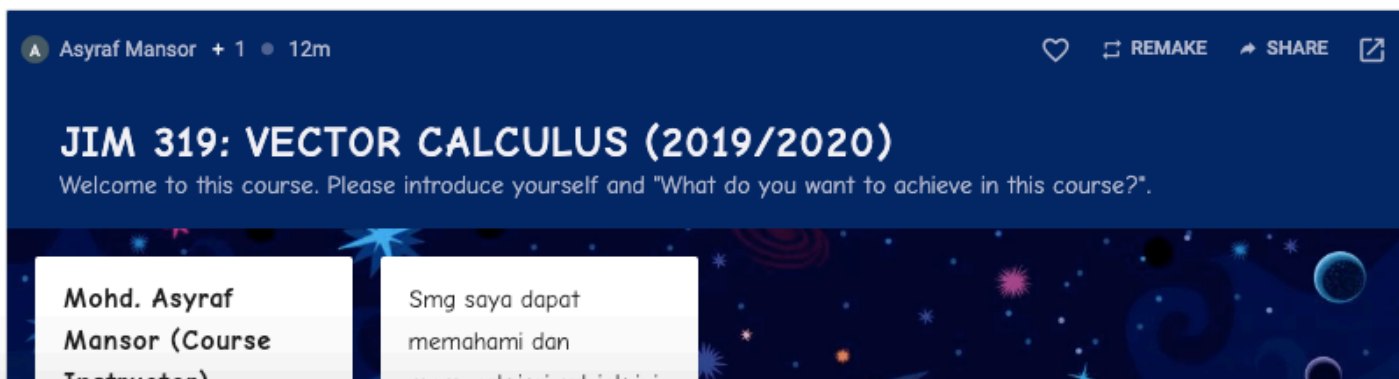 A Asyraf Mansor + 1 12m
REMAKE SHARE
JIM 319: VECTOR CALCULUS (2019/2020)
Welcome to this course. Please introduce yourself and "What do you want to achieve in this course?".
Mohd. Asyraf
Mansor (Course
Instructor)
Smg saya dapat
memahami dan